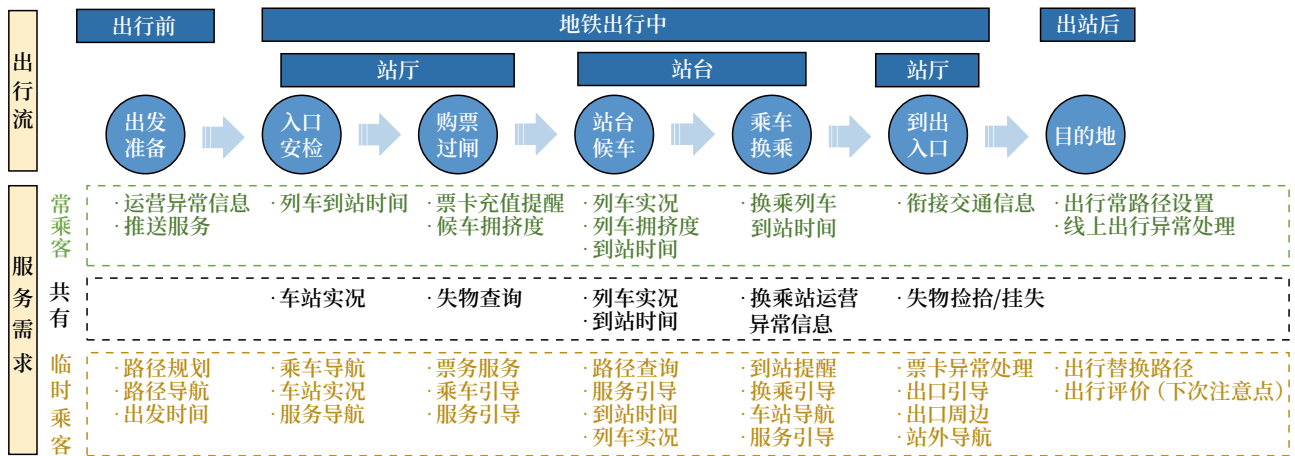 出行前
地铁出行中
出站后
出行流
站厅
站台
站厅
出发
准备
入口
安检
购票
过闸
站台
候车
乘车
换乘
到出
入口
目的地
服务需求
常乘客
·运营异常信息
·推送服务
·列车到站时间
·票卡充值提醒
·候车拥挤度
·列车实况
·列车拥挤度
·到站时间
·换乘列车
到站时间
·衔接交通信息
·出行常路径设置
·线上出行异常处理
共有
·车站实况
·失物查询
·列车实况
·到站时间
·换乘站运营
异常信息
·失物捡拾/挂失
临时乘客
·路径规划
·路径导航
·出发时间
·乘车导航
·车站实况
·服务导航
·票务服务
·乘车引导
·服务引导
·路径查询
·服务引导
·到站时间
·列车实况
·到站提醒
·换乘引导
·车站导航
·服务引导
·票卡异常处理
·出口引导
·出口周边
·站外导航
·出行替换路径
·出行评价（下次注意点）